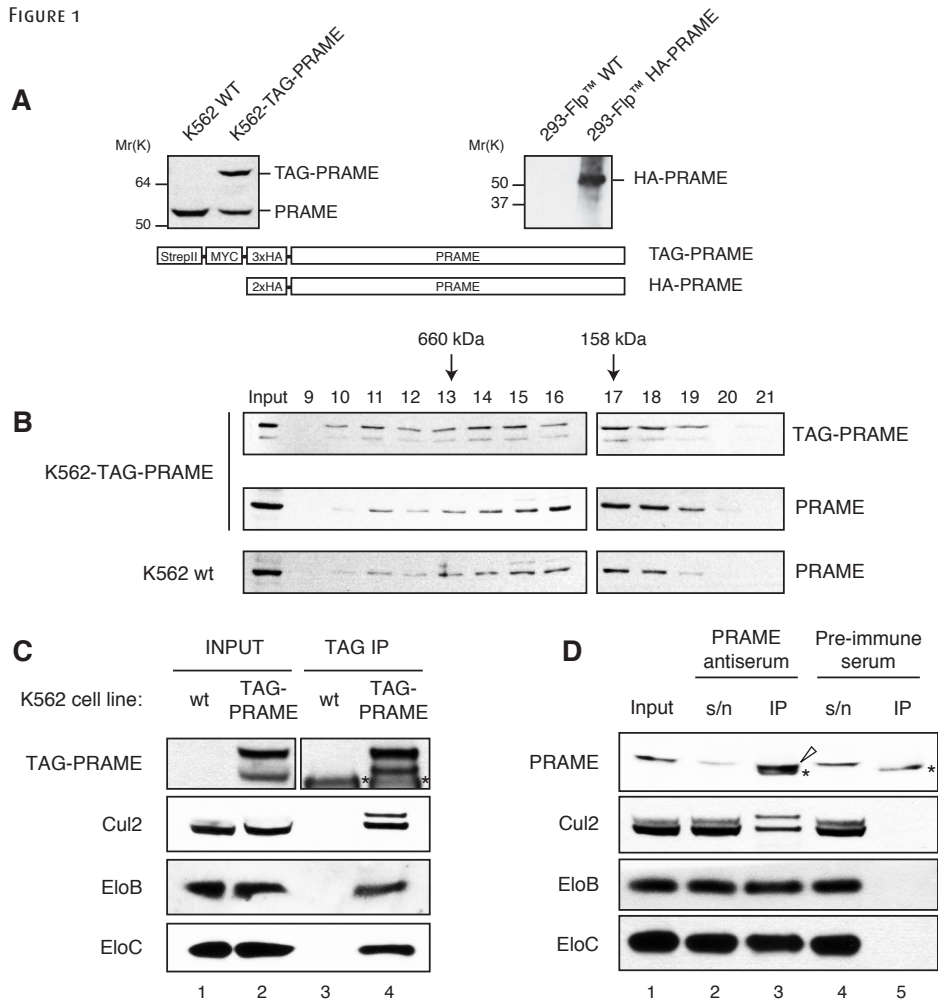 FIGURE 1
A
K562 WT
K562-TAG-PRAME
Mr(K)
64
50
TAG-PRAME
PRAME
293-Flp™ WT
293-Flp™ HA-PRAME
Mr(K)
50
37
HA-PRAME
StrepII MYC 3xHA PRAME TAG-PRAME
2xHA PRAME HA-PRAME
660 kDa 158 kDa
Input 9 10 11 12 13 14 15 16 17 18 19 20 21
B
TAG-PRAME
K562-TAG-PRAME
PRAME
K562 wt PRAME
C
INPUT TAG IP
K562 cell line: wt TAG-PRAME wt TAG-PRAME
TAG-PRAME * *
Cul2
EloB
EloC
1 2 3 4
D
PRAME antiserum
Pre-immune serum
Input s/n IP s/n IP
PRAME * *
Cul2
EloB
EloC
1 2 3 4 5